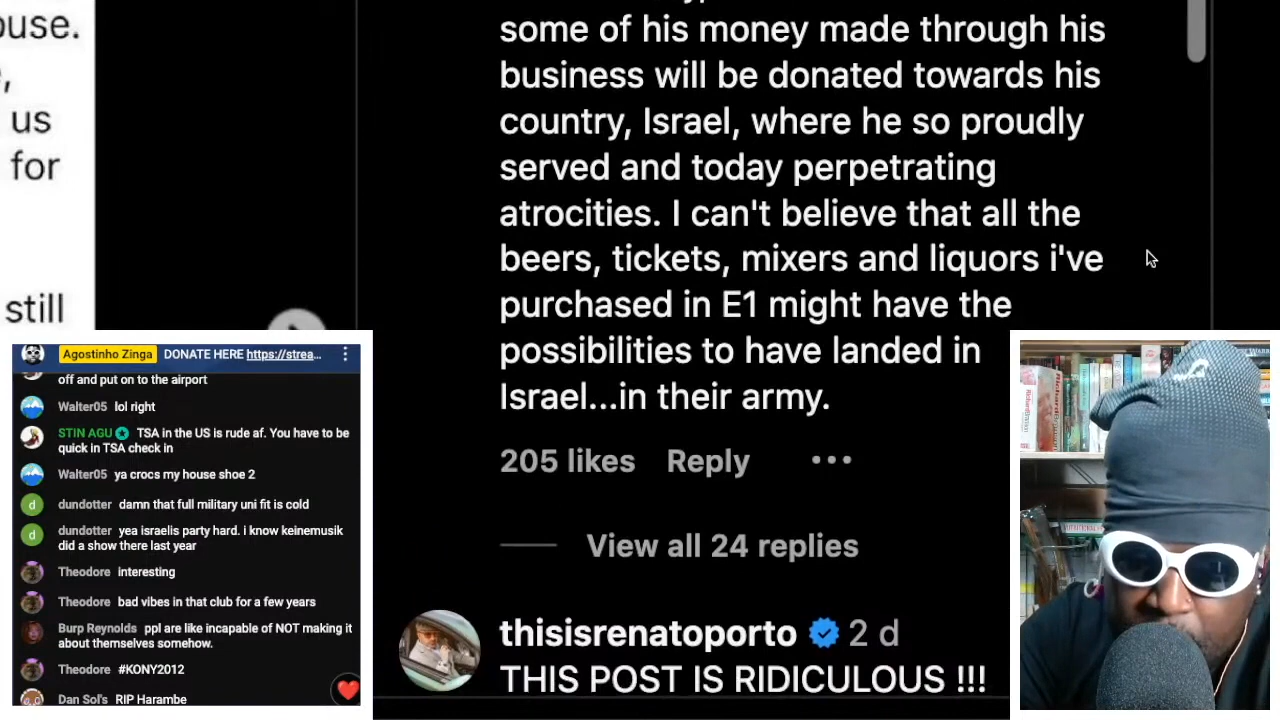 ouse.
us
for
still
some of his money made through his
business will be donated towards his
country, Israel, where he so proudly
served and today perpetrating
atrocities. I can't believe that all the
beers, tickets, mixers and liquors i've
purchased in E1 might have the
possibilities to have landed in
Israel...in their army.
205 likes Reply •••
View all 24 replies
thisisrenatoporto 2 d
THIS POST IS RIDICULOUS !!!
Agostinho Zinga DONATE HERE https://strea...
off and put on to the airport
Walter05 lol right
STIN AGU TSA in the US is rude af. You have to be
quick in TSA check in
Walter05 ya crocs my house shoe 2
d dundotter damn that full military uni fit is cold
d dundotter yea israelis party hard. i know keinemusik
did a show there last year
Theodore interesting
Theodore bad vibes in that club for a few years
Burp Reynolds ppl are like incapable of NOT making it
about themselves somehow.
Theodore #KONY2012
Dan Sol's RIP Harambe